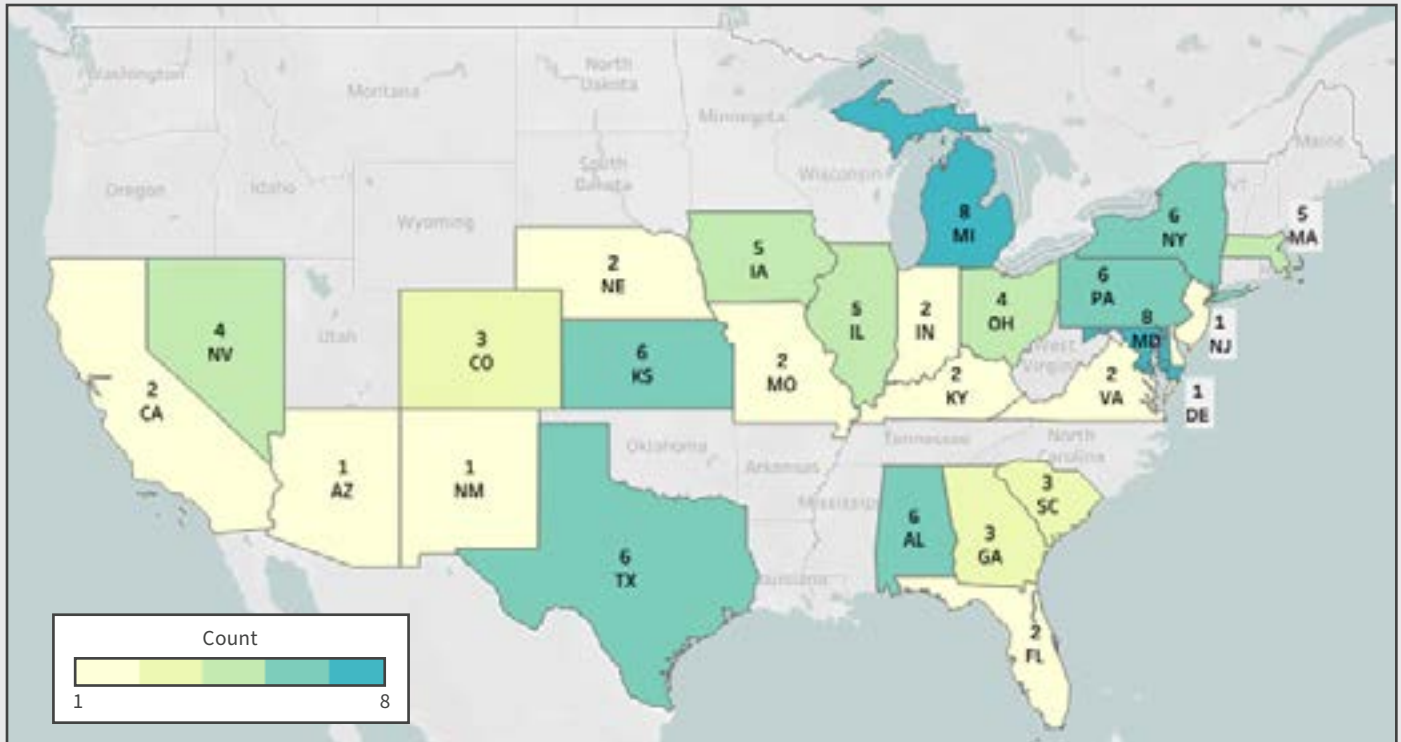 Washington
Montana
North
Dakota
Minnesota
Maine
Oregon
Idaho
South
Dakota
Wisconsin
Wyoming
VT
8
MI
6
NY
5
MA
5
IA
2
NE
6
PA
4
NV
Utah
3
CO
5
IL
2
IN
4
OH
8
MD
1
NJ
6
KS
2
MO
West
Virginia
2
CA
2
KY
2
VA
1
DE
1
AZ
1
NM
Oklahoma
Arkansas
Tennessee
North
Carolina
Mississippi
3
SC
6
AL
3
GA
6
TX
Louisiana
2
FL
Count
1
8